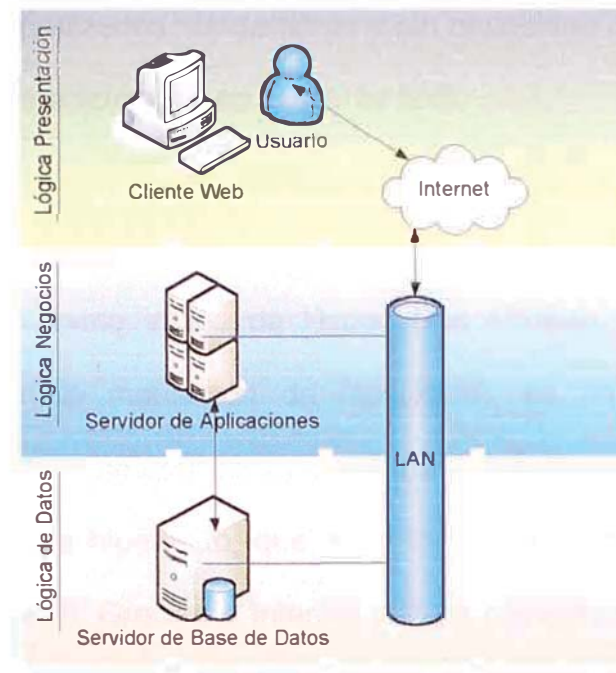 Lógica Presentación
Usuario
Cliente Web
Internet
Lógica Negocios
Servidor de Aplicaciones
LAN
Lógica de Datos
Servidor de Base de Datos